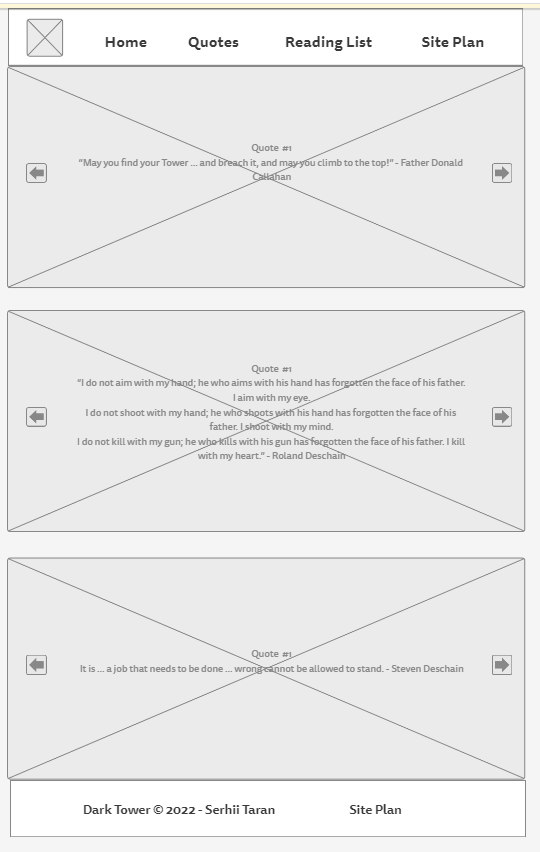 Home Quotes Reading List Site Plan
Quote #1
"May you find your Tower ... and breach it, and may you climb to the top!" - Father Donald
Callahan
Quote #1
"I do not aim with my hand; he who aims with his hand has forgotten the face of his father.
I aim with my eye.
I do not shoot with my hand; he who shoots with his hand has forgotten the face of his
father. I shoot with my mind.
I do not kill with my gun; he who kills with his gun has forgotten the face of his father. I kill
with my heart." - Roland Deschain
Quote #1
It is ... a job that needs to be done ... wrong cannot be allowed to stand. - Steven Deschain
Dark Tower © 2022 - Serhii Taran Site Plan